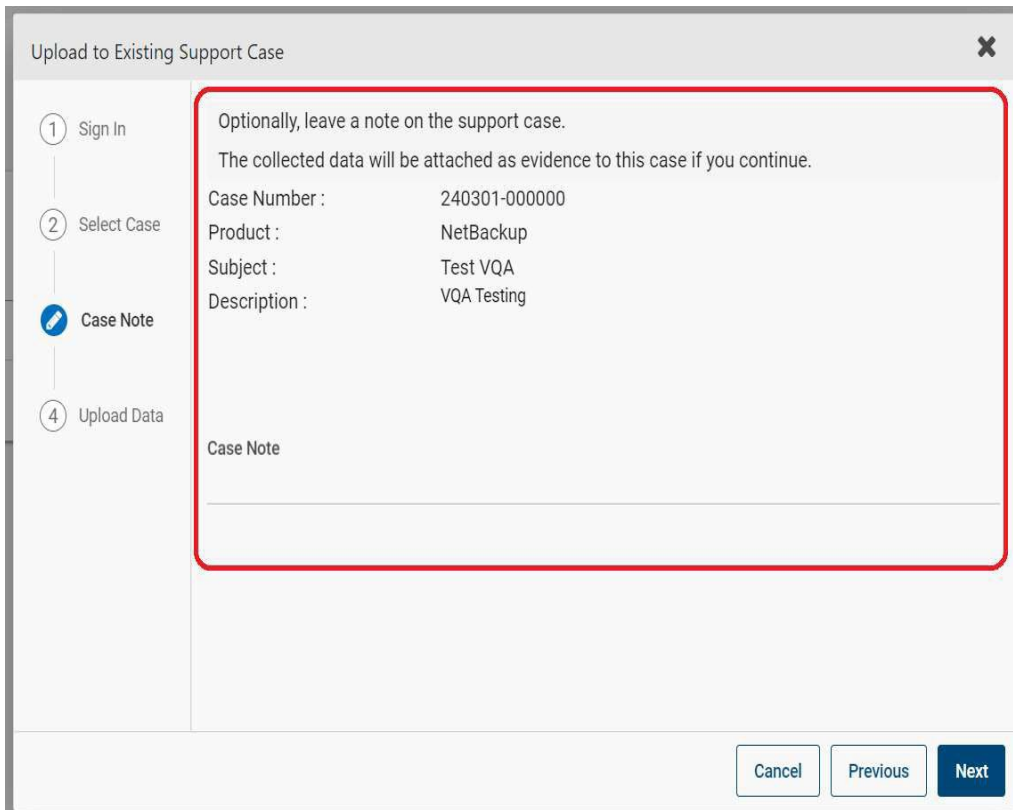 Upload to Existing Support Case
1 Sign In
2 Select Case
Case Note
4 Upload Data
Optionally, leave a note on the support case.
The collected data will be attached as evidence to this case if you continue.
Case Number : 240301-000000
Product : NetBackup
Subject : Test VQA
Description : VQA Testing
Case Note
Cancel Previous Next